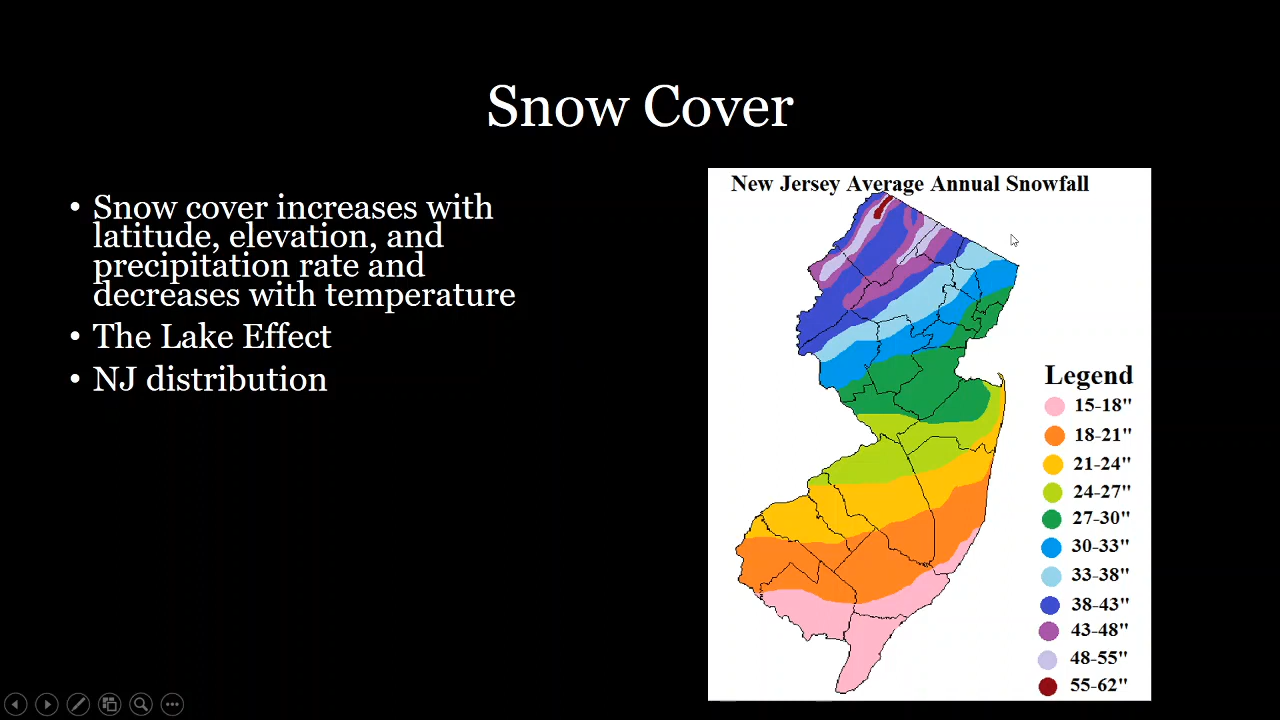 Snow Cover
• Snow cover increases with
latitude, elevation, and
precipitation rate and
decreases with temperature
• The Lake Effect
• NJ distribution
New Jersey Average Annual Snowfall
Legend
15-18"
18-21"
21-24"
24-27"
27-30"
30-33"
33-38"
38-43"
43-48"
48-55"
55-62"